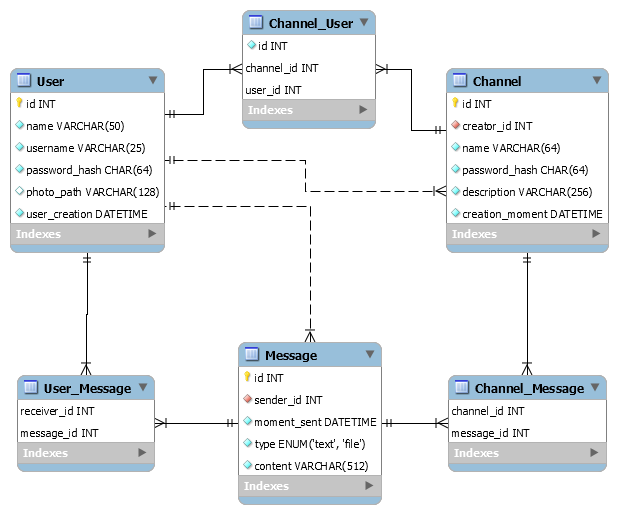 Channel_User
id INT
channel_id INT
user_id INT
Indexes
User
id INT
name VARCHAR(50)
username VARCHAR(25)
password_hash CHAR(64)
photo_path VARCHAR(128)
user_creation DATETIME
Indexes
Channel
id INT
creator_id INT
name VARCHAR(64)
password_hash CHAR(64)
description VARCHAR(256)
creation_moment DATETIME
Indexes
User_Message
receiver_id INT
message_id INT
Indexes
Message
id INT
sender_id INT
moment_sent DATETIME
type ENUM('text', 'file')
content VARCHAR(512)
Indexes
Channel_Message
channel_id INT
message_id INT
Indexes